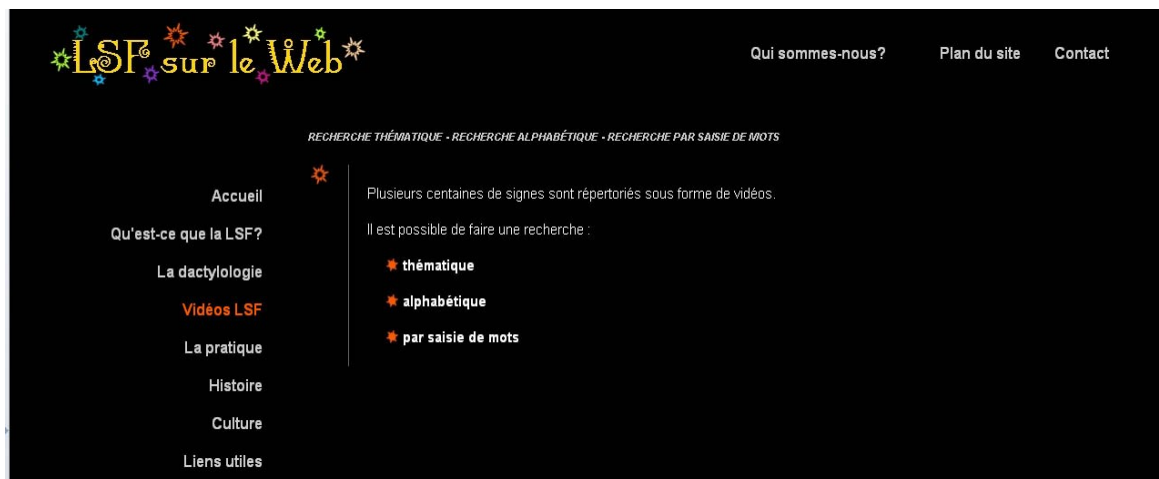 LSF sur le Web
Qui sommes-nous?
Plan du site
Contact
RECHERCHE THÉMATIQUE - RECHERCHE ALPHABÉTIQUE - RECHERCHE PAR SAISIE DE MOTS
Accueil
Qu'est-ce que la LSF?
La dactylologie
Vidéos LSF
La pratique
Histoire
Culture
Liens utiles
Plusieurs centaines de signes sont répertoriés sous forme de vidéos.
Il est possible de faire une recherche :
thématique
alphabétique
par saisie de mots